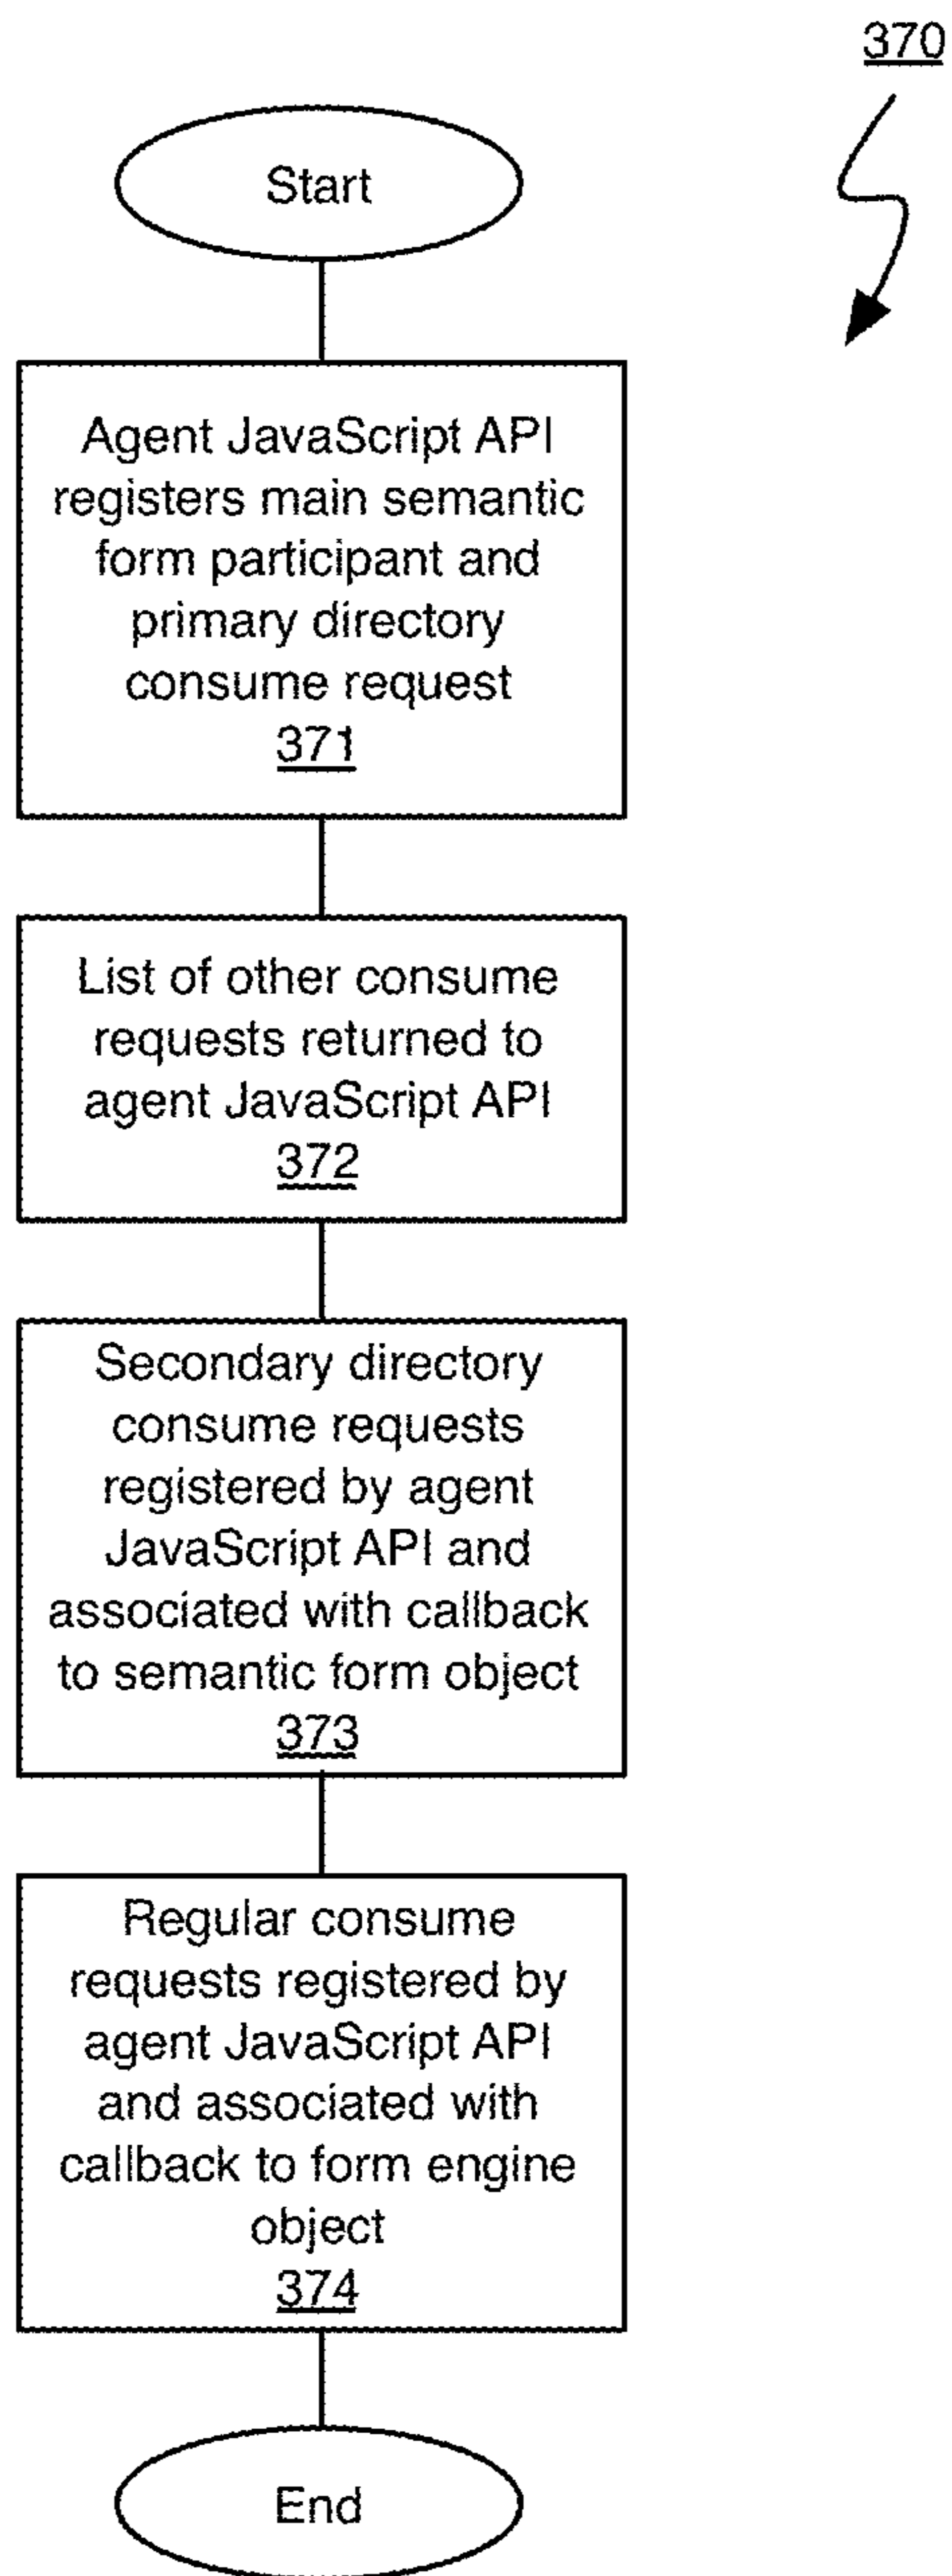 370
Start
Agent JavaScript API
registers main semantic
form participant and
primary directory
consume request
371
List of other consume
requests returned to
agent JavaScript API
372
Secondary directory
consume requests
registered by agent
JavaScript API and
associated with callback
to semantic form object
373
Regular consume
requests registered by
agent JavaScript API
and associated with
callback to form engine
object
374
End